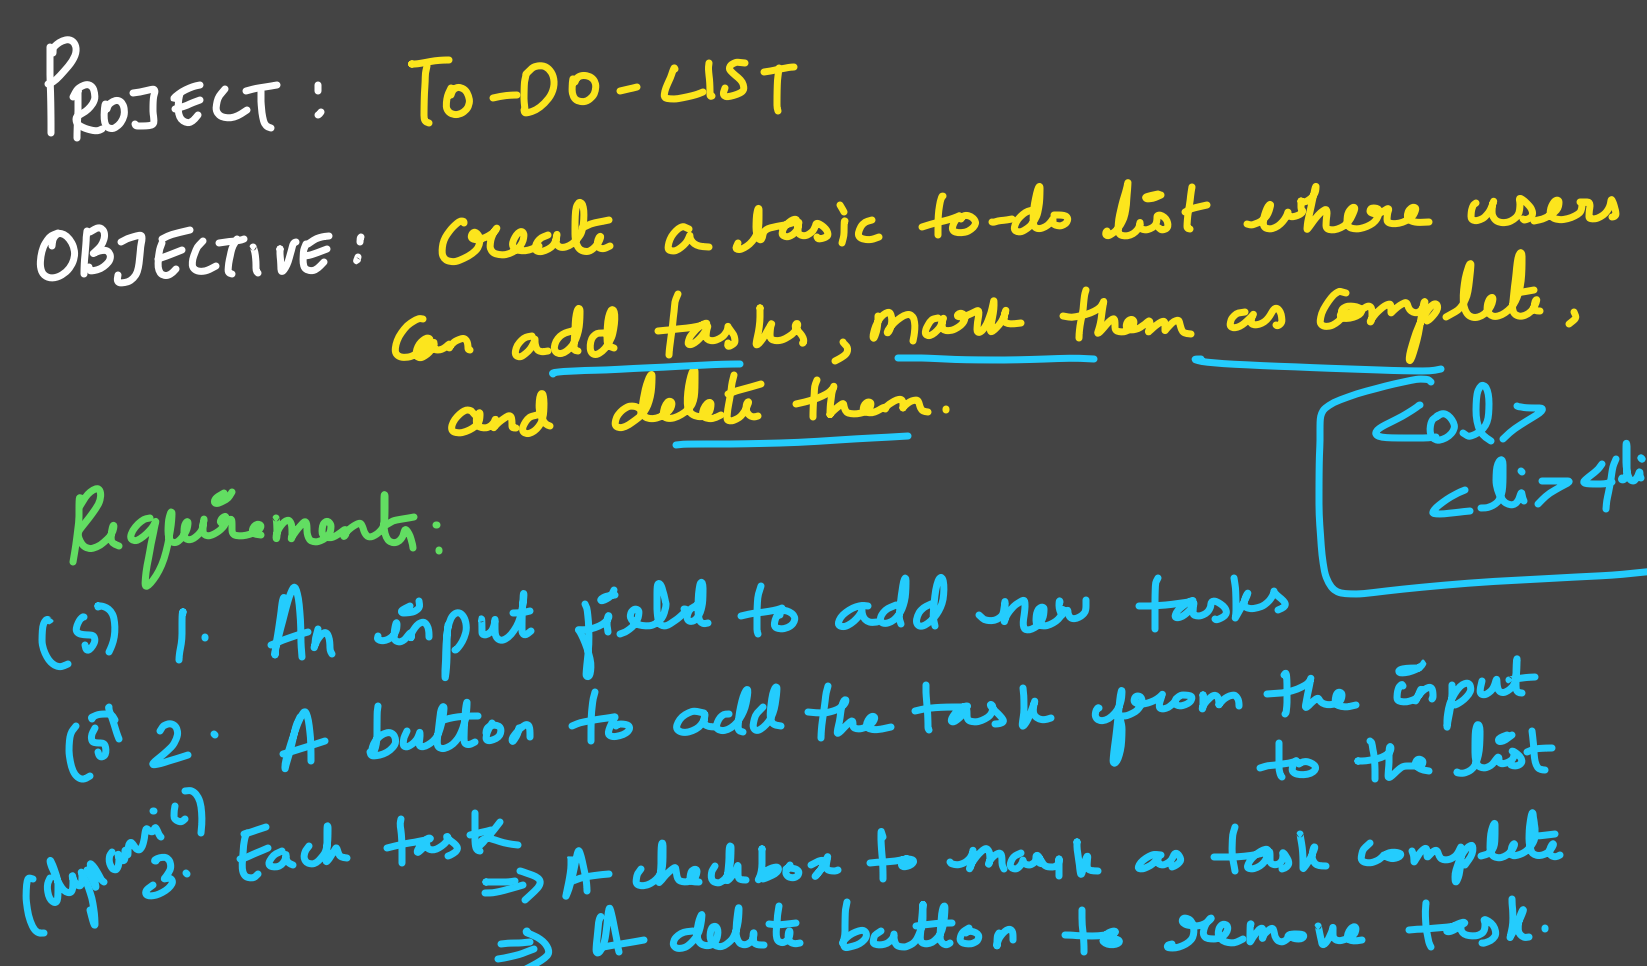 PROJECT: TO-DO-LIST
OBJECTIVE: Create a basic to-do list where users
can add tasks, mark them as complete,
and delete them.
<ol>
<li> </li
Requirements:
(S) 1. An input field to add new tasks
(S) 2. A button to add the task from the input
to the list
(dynamic) 3. Each task
⇒ A checkbox to mark as task complete
⇒ A delete button to remove task.